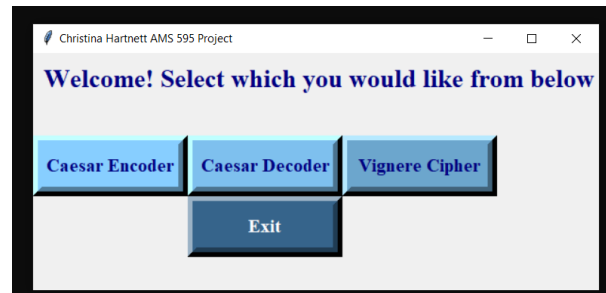 Christina Hartnett AMS 595 Project
Welcome! Select which you would like from below
Caesar Encoder Caesar Decoder Vignere Cipher
Exit